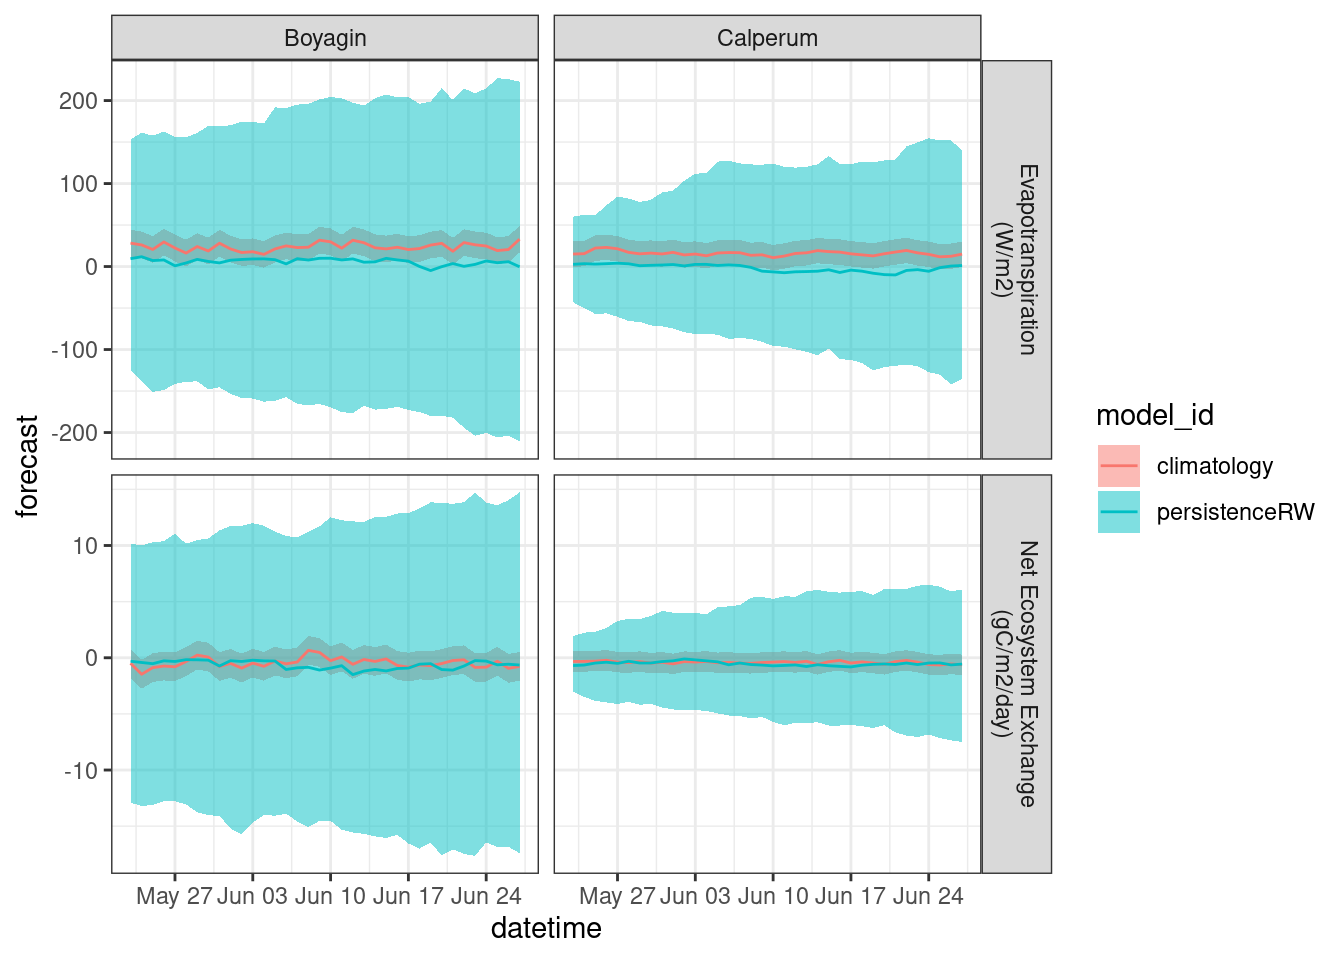 Boyagin
Calperum
200
100
0
-100
-200
Evapotranspiration
(W/m2)
10
0
-10
Net Ecosystem Exchange
(gC/m2/day)
forecast
May 27 Jun 03 Jun 10 Jun 17 Jun 24
May 27 Jun 03 Jun 10 Jun 17 Jun 24
datetime
model_id
climatology
persistenceRW